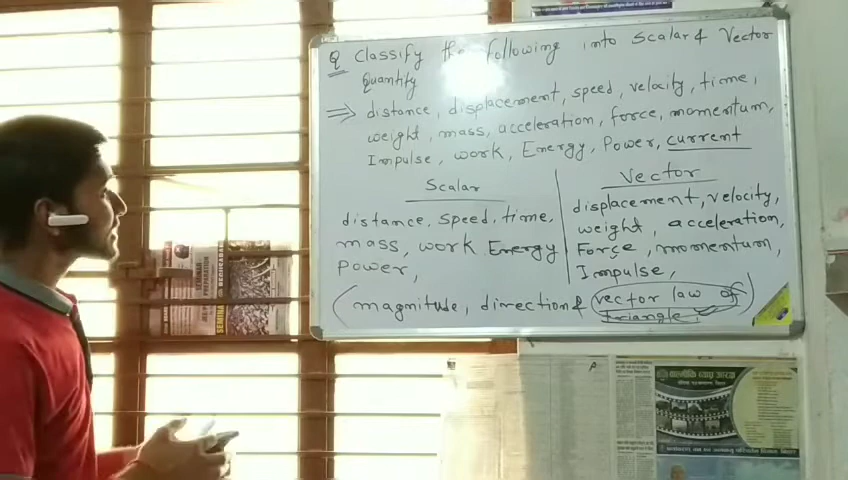 Q Classify the following into Scalar & Vector
Quantity
⇒ distance, displacement, speed, velocity, time,
weight, mass, acceleration, force, momentum,
Impulse, work, Energy, Power, current
Scalar
distance, speed, time,
mass, work Energy
Power,
Vector
displacement, velocity,
weight, acceleration,
Force, momentum,
Impulse,
(magnitude, direction & vector law of
triangle.)